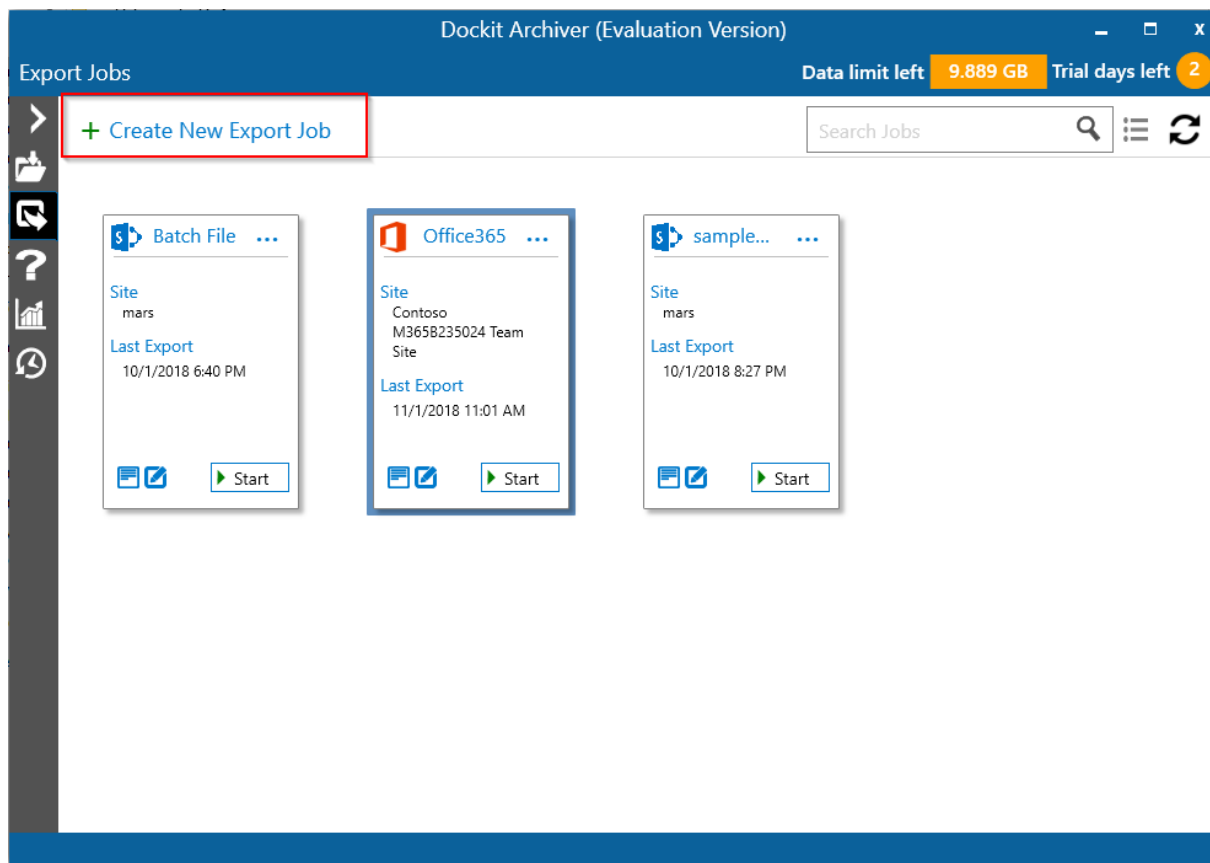 Dockit Archiver (Evaluation Version)
Export Jobs
Data limit left 9.889 GB Trial days left 2
+ Create New Export Job
Search Jobs
Batch File ...
Site
mars
Last Export
10/1/2018 6:40 PM
Start
Office365 ...
Site
Contoso
M365B235024 Team
Site
Last Export
11/1/2018 11:01 AM
Start
sample... ...
Site
mars
Last Export
10/1/2018 8:27 PM
Start